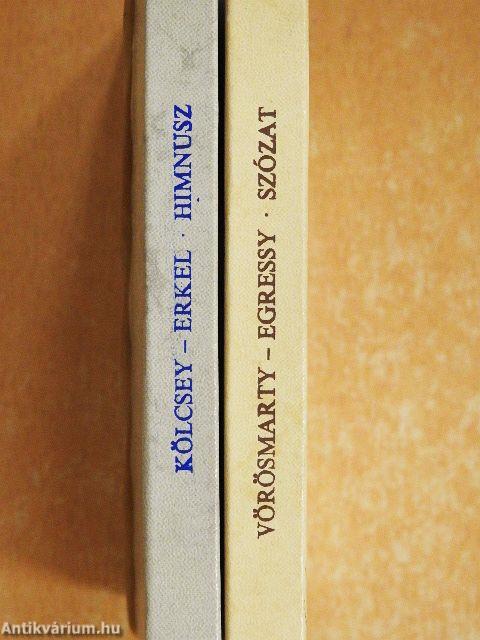 KÖLCSEY – ERKEL · HIMNUSZ
VÖRÖSMARTY – EGRESSY · SZÓZAT
Antikvárium.hu